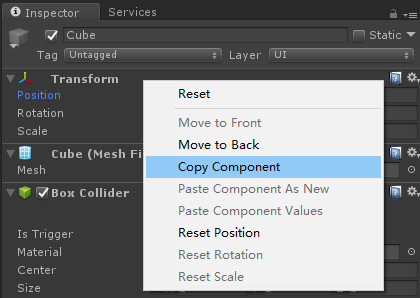 Inspector Services
Cube Static
Tag Untagged Layer UI
Transform
Position
Rotation
Scale
Cube (Mesh Fi
Mesh
Box Collider
Is Trigger
Material
Center
Size
Reset
Move to Front
Move to Back
Copy Component
Paste Component As New
Paste Component Values
Reset Position
Reset Rotation
Reset Scale